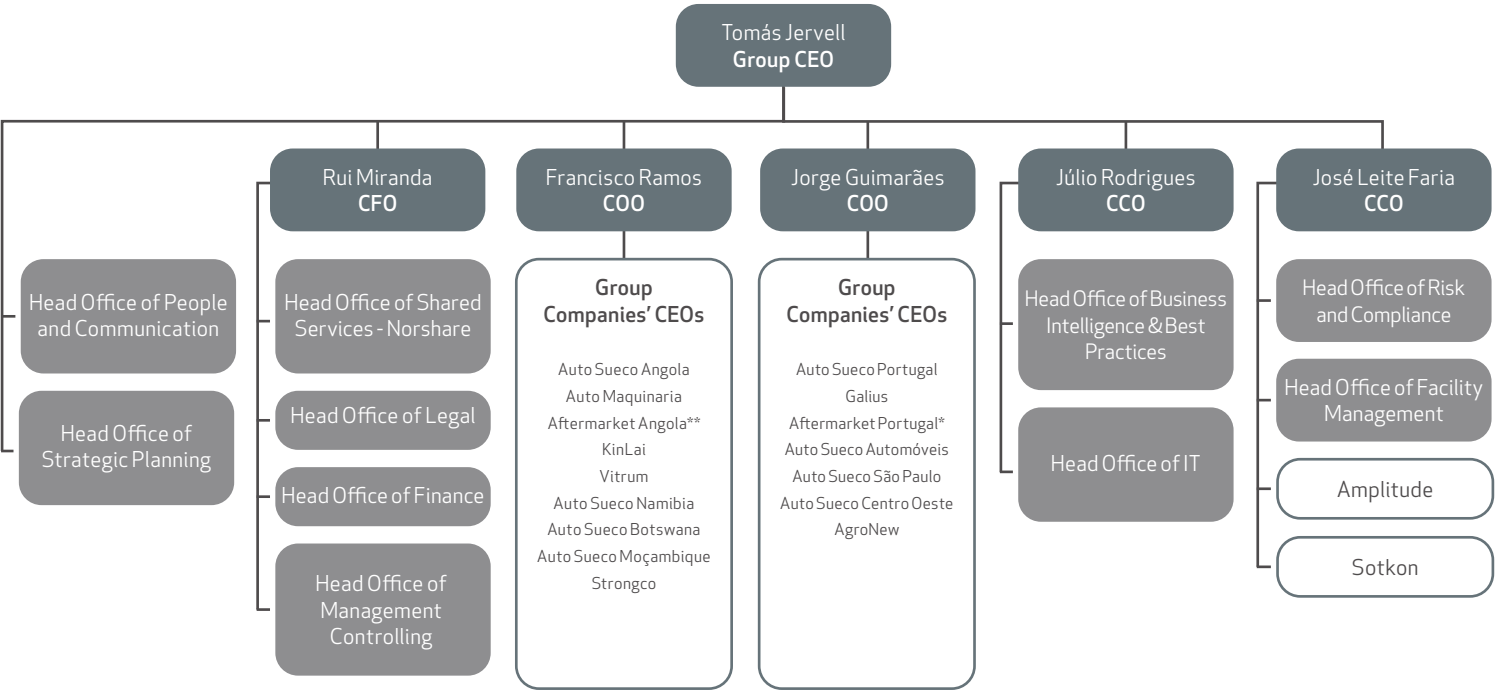 Tomás Jervell
Group CEO
Rui Miranda
CFO
Francisco Ramos
COO
Jorge Guimarães
COO
Júlio Rodrigues
CCO
José Leite Faria
CCO
Head Office of People
and Communication
Head Office of
Strategic Planning
Head Office of Shared
Services - Norshare
Head Office of Legal
Head Office of Finance
Head Office of
Management
Controlling
Group
Companies’ CEOs
Auto Sueco Angola
Auto Maquinaria
Aftermarket Angola**
KinLai
Vitrum
Auto Sueco Namibia
Auto Sueco Botswana
Auto Sueco Moçambique
Strongco
Group
Companies’ CEOs
Auto Sueco Portugal
Galius
Aftermarket Portugal*
Auto Sueco Automóveis
Auto Sueco São Paulo
Auto Sueco Centro Oeste
AgroNew
Head Office of Business
Intelligence & Best
Practices
Head Office of IT
Head Office of Risk
and Compliance
Head Office of Facility
Management
Amplitude
Sotkon